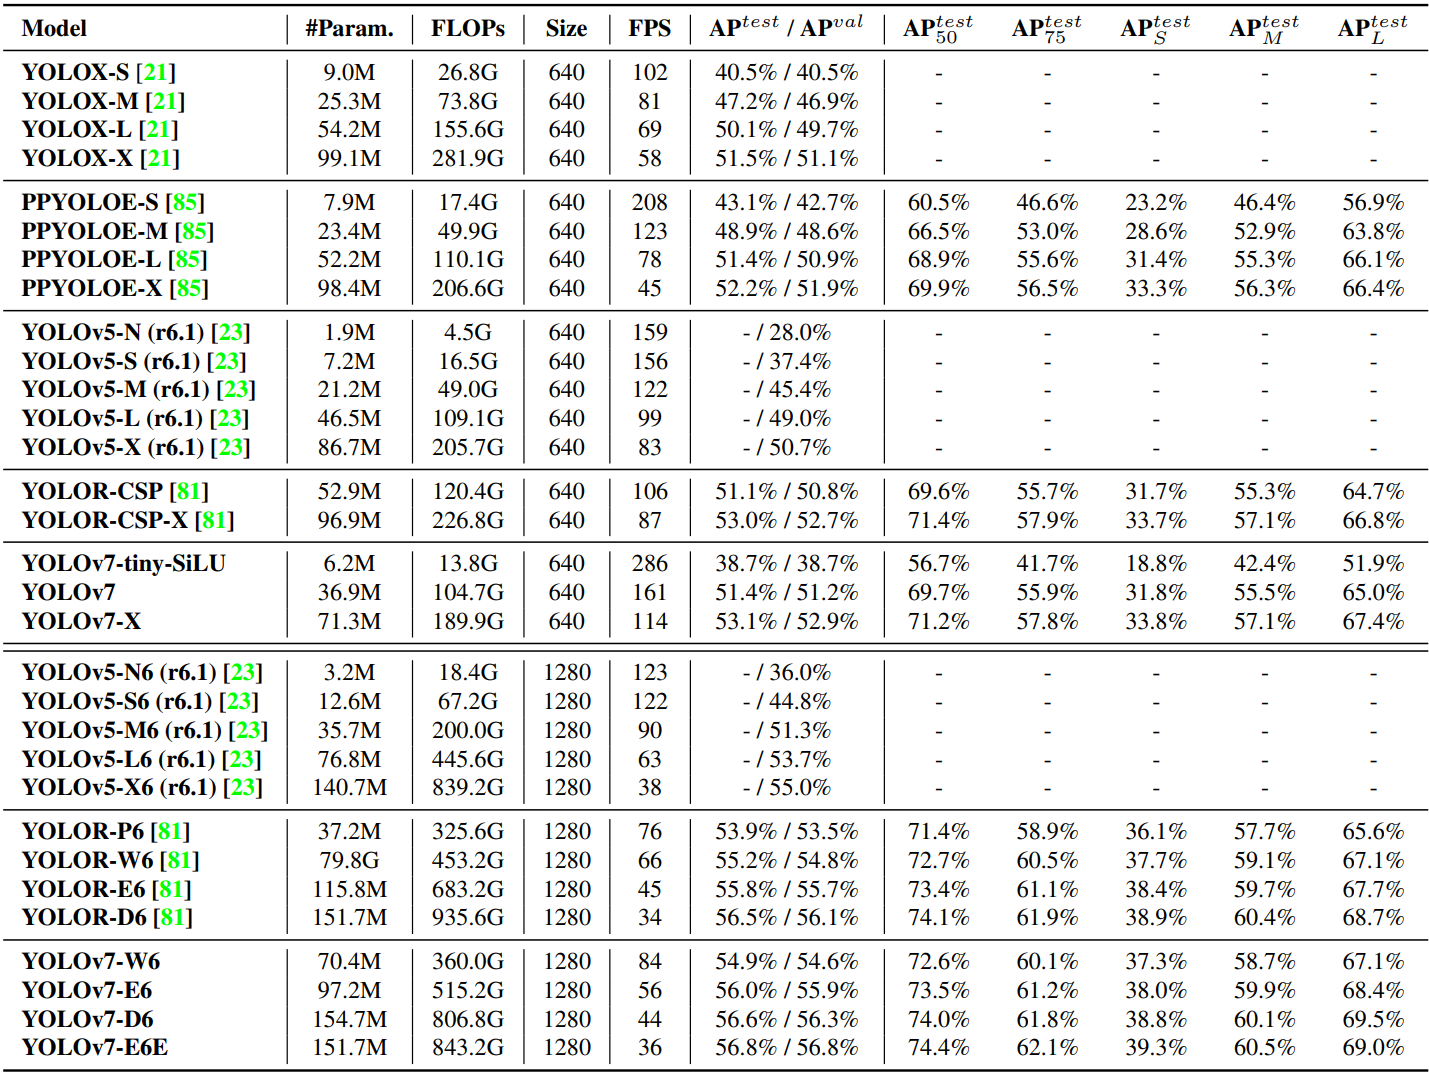 Model #Param. FLOPs Size FPS AP^test / AP^val AP_50^test AP_75^test AP_S^test AP_M^test AP_L^test
YOLOX-S [21] 9.0M 26.8G 640 102 40.5% / 40.5% - - - - -
YOLOX-M [21] 25.3M 73.8G 640 81 47.2% / 46.9% - - - - -
YOLOX-L [21] 54.2M 155.6G 640 69 50.1% / 49.7% - - - - -
YOLOX-X [21] 99.1M 281.9G 640 58 51.5% / 51.1% - - - - -
PPYOLOE-S [85] 7.9M 17.4G 640 208 43.1% / 42.7% 60.5% 46.6% 23.2% 46.4% 56.9%
PPYOLOE-M [85] 23.4M 49.9G 640 123 48.9% / 48.6% 66.5% 53.0% 28.6% 52.9% 63.8%
PPYOLOE-L [85] 52.2M 110.1G 640 78 51.4% / 50.9% 68.9% 55.6% 31.4% 55.3% 66.1%
PPYOLOE-X [85] 98.4M 206.6G 640 45 52.2% / 51.9% 69.9% 56.5% 33.3% 56.3% 66.4%
YOLOv5-N (r6.1) [23] 1.9M 4.5G 640 159 - / 28.0% - - - - -
YOLOv5-S (r6.1) [23] 7.2M 16.5G 640 156 - / 37.4% - - - - -
YOLOv5-M (r6.1) [23] 21.2M 49.0G 640 122 - / 45.4% - - - - -
YOLOv5-L (r6.1) [23] 46.5M 109.1G 640 99 - / 49.0% - - - - -
YOLOv5-X (r6.1) [23] 86.7M 205.7G 640 83 - / 50.7% - - - - -
YOLOR-CSP [81] 52.9M 120.4G 640 106 51.1% / 50.8% 69.6% 55.7% 31.7% 55.3% 64.7%
YOLOR-CSP-X [81] 96.9M 226.8G 640 87 53.0% / 52.7% 71.4% 57.9% 33.7% 57.1% 66.8%
YOLOv7-tiny-SiLU 6.2M 13.8G 640 286 38.7% / 38.7% 56.7% 41.7% 18.8% 42.4% 51.9%
YOLOv7 36.9M 104.7G 640 161 51.4% / 51.2% 69.7% 55.9% 31.8% 55.5% 65.0%
YOLOv7-X 71.3M 189.9G 640 114 53.1% / 52.9% 71.2% 57.8% 33.8% 57.1% 67.4%
YOLOv5-N6 (r6.1) [23] 3.2M 18.4G 1280 123 - / 36.0% - - - - -
YOLOv5-S6 (r6.1) [23] 12.6M 67.2G 1280 122 - / 44.8% - - - - -
YOLOv5-M6 (r6.1) [23] 35.7M 200.0G 1280 90 - / 51.3% - - - - -
YOLOv5-L6 (r6.1) [23] 76.8M 445.6G 1280 63 - / 53.7% - - - - -
YOLOv5-X6 (r6.1) [23] 140.7M 839.2G 1280 38 - / 55.0% - - - - -
YOLOR-P6 [81] 37.2M 325.6G 1280 76 53.9% / 53.5% 71.4% 58.9% 36.1% 57.7% 65.6%
YOLOR-W6 [81] 79.8G 453.2G 1280 66 55.2% / 54.8% 72.7% 60.5% 37.7% 59.1% 67.1%
YOLOR-E6 [81] 115.8M 683.2G 1280 45 55.8% / 55.7% 73.4% 61.1% 38.4% 59.7% 67.7%
YOLOR-D6 [81] 151.7M 935.6G 1280 34 56.5% / 56.1% 74.1% 61.9% 38.9% 60.4% 68.7%
YOLOv7-W6 70.4M 360.0G 1280 84 54.9% / 54.6% 72.6% 60.1% 37.3% 58.7% 67.1%
YOLOv7-E6 97.2M 515.2G 1280 56 56.0% / 55.9% 73.5% 61.2% 38.0% 59.9% 68.4%
YOLOv7-D6 154.7M 806.8G 1280 44 56.6% / 56.3% 74.0% 61.8% 38.8% 60.1% 69.5%
YOLOv7-E6E 151.7M 843.2G 1280 36 56.8% / 56.8% 74.4% 62.1% 39.3% 60.5% 69.0%